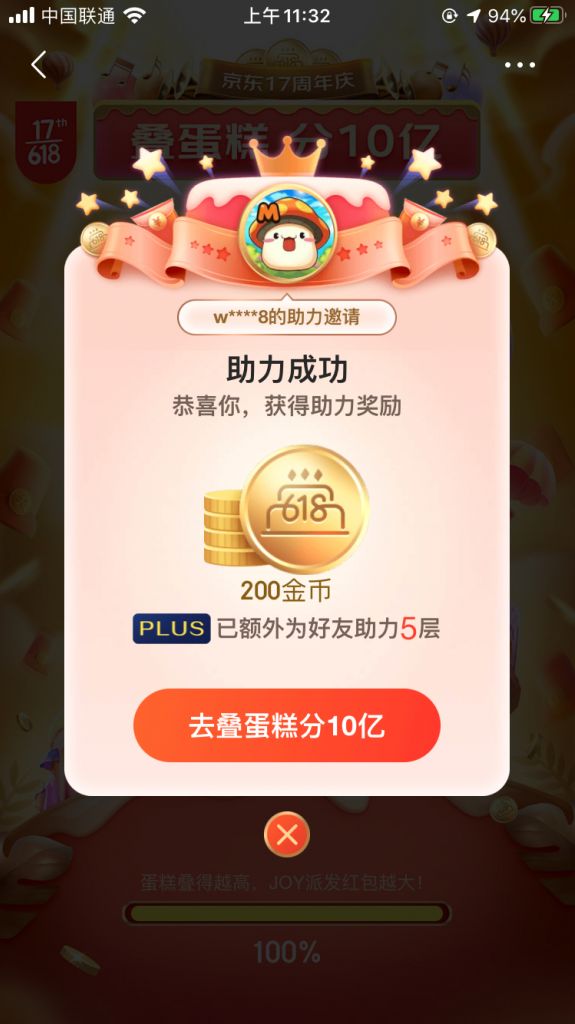 中国联通 上午11:32 94%
京东17周年庆
17th
618
叠蛋糕 分10亿
M
w****8的助力邀请
助力成功
恭喜你，获得助力奖励
618
200金币
PLUS 已额外为好友助力5层
去叠蛋糕分10亿
蛋糕叠得越高，JOY派发红包越大！
100%